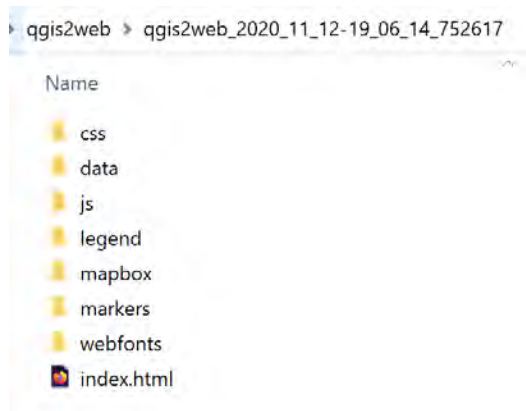 qgis2web > qgis2web_2020_11_12-19_06_14_752617
Name
css
data
js
legend
mapbox
markers
webfonts
index.html